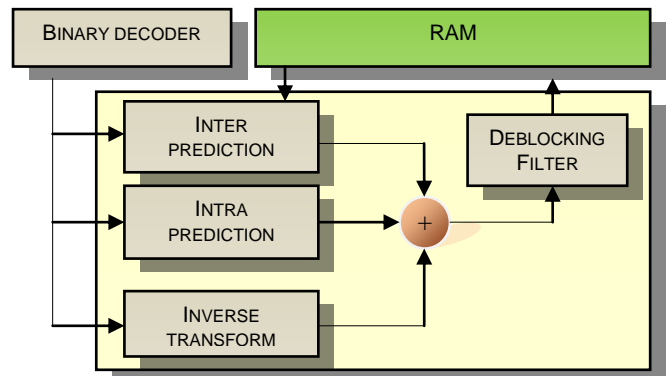 BINARY DECODER
RAM
INTER
PREDICTION
DEBLOCKING
FILTER
INTRA
PREDICTION
+
INVERSE
TRANSFORM